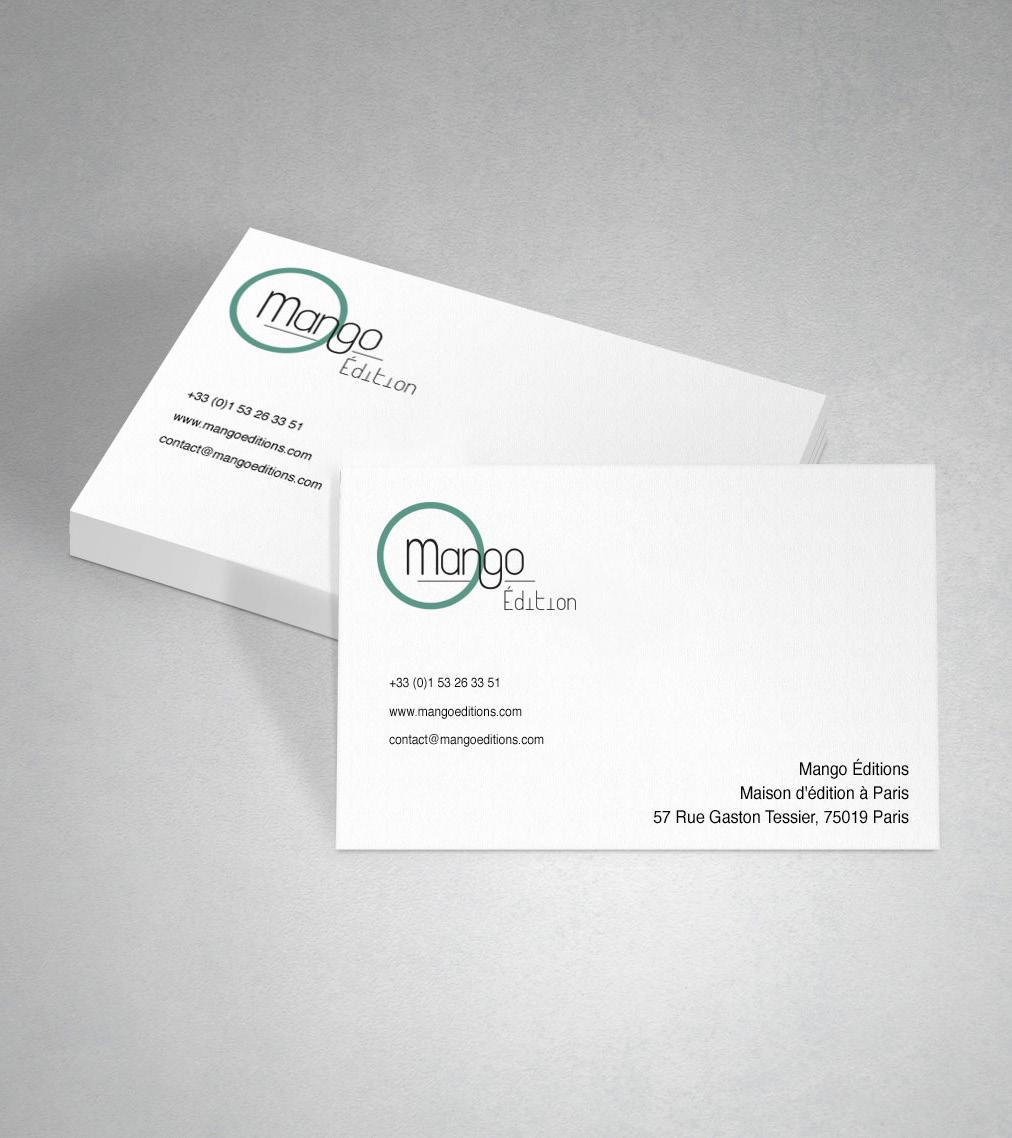 Mango
Édition
+33 (0)1 53 26 33 51
www.mangoeditions.com
contact@mangoeditions.com
Mango
Édition
+33 (0)1 53 26 33 51
www.mangoeditions.com
contact@mangoeditions.com
Mango Éditions
Maison d'édition à Paris
57 Rue Gaston Tessier, 75019 Paris